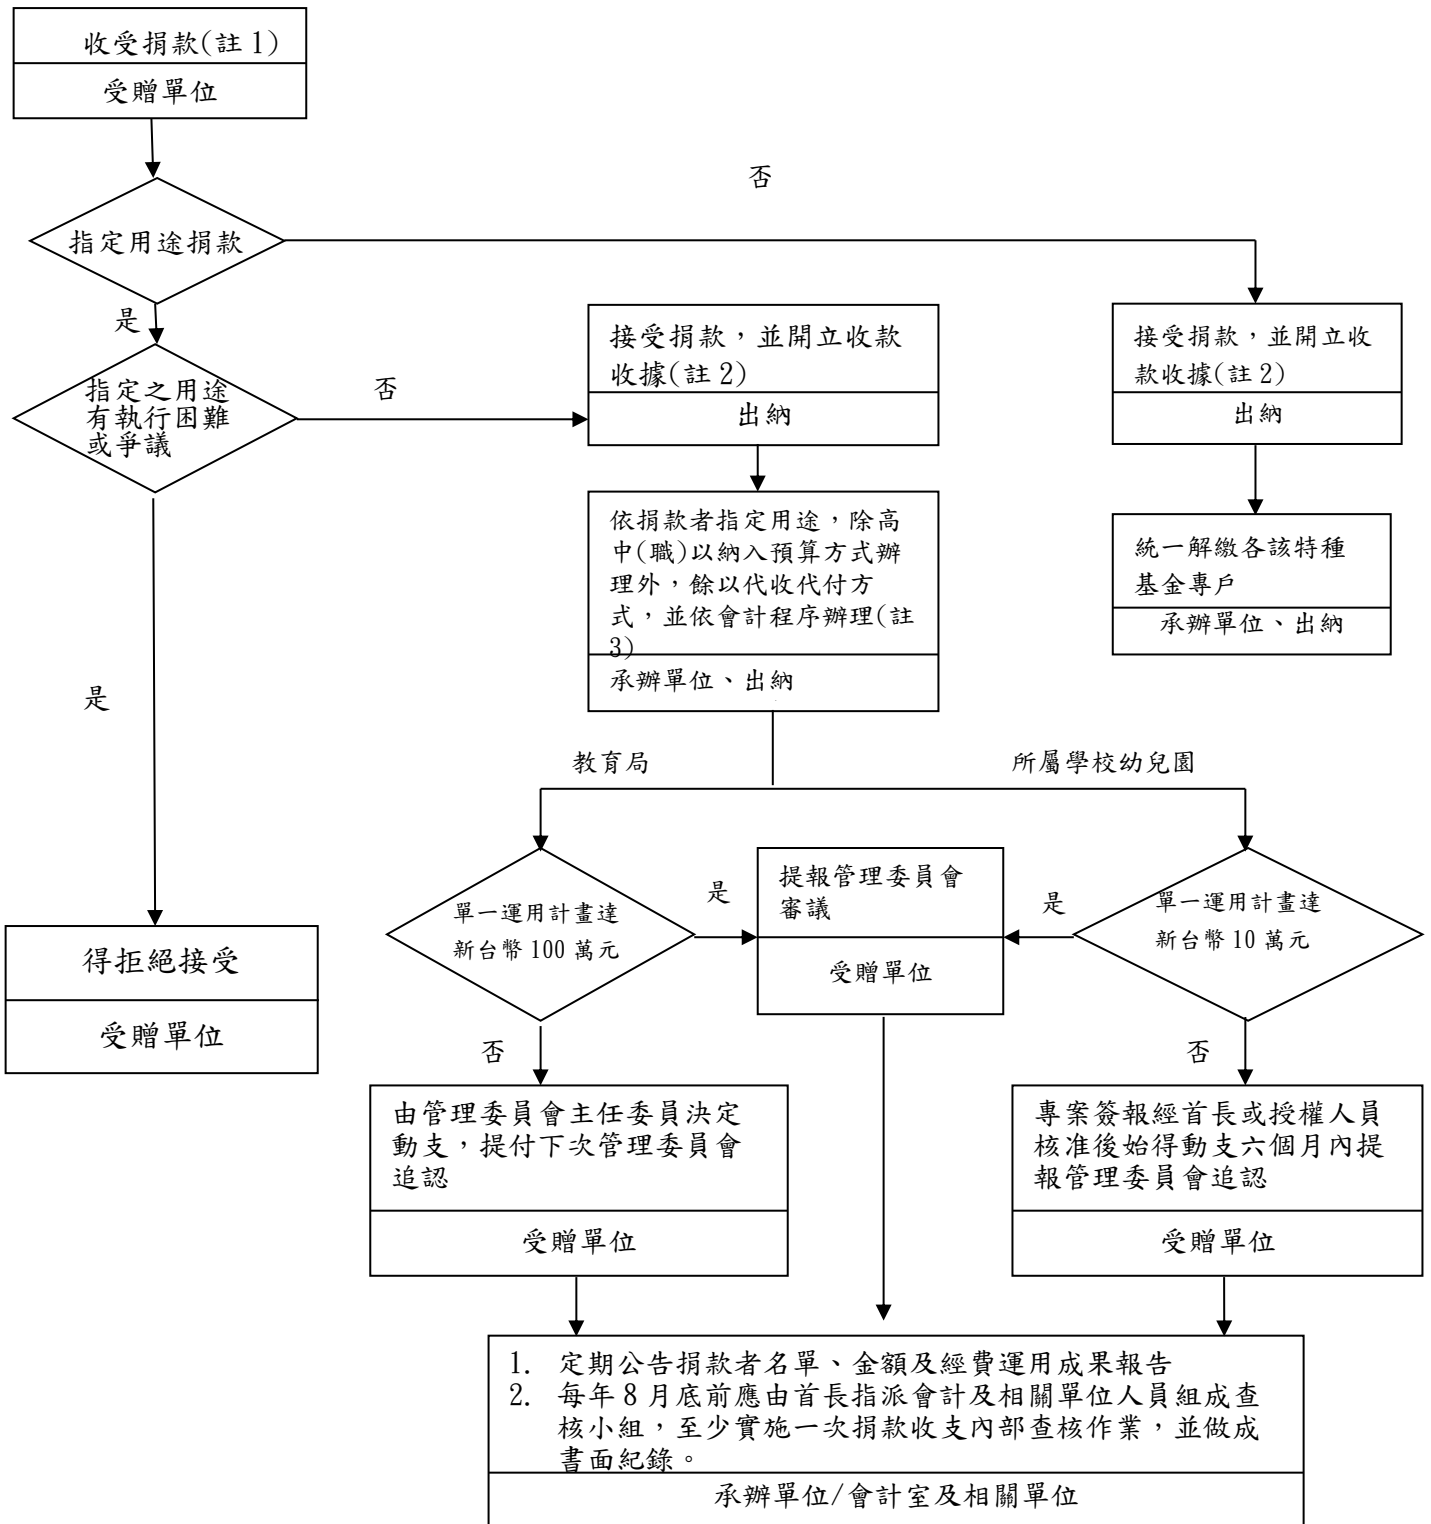 收受捐款(註 1)
受贈單位
否
指定用途捐款
是
指定之用途
有執行困難
或爭議
否
接受捐款，並開立收款
收據(註 2)
出納
接受捐款，並開立收
款收據(註 2)
出納
依捐款者指定用途，除高
中(職)以納入預算方式辦
理外，餘以代收代付方
式，並依會計程序辦理(註
3)
承辦單位、出納
統一解繳各該特種
基金專戶
承辦單位、出納
是
教育局
所屬學校幼兒園
單一運用計畫達
新台幣 100 萬元
是
提報管理委員會
審議
受贈單位
是
單一運用計畫達
新台幣 10 萬元
得拒絕接受
受贈單位
否
否
由管理委員會主任委員決定
動支，提付下次管理委員會
追認
受贈單位
專案簽報經首長或授權人員
核准後始得動支六個月內提
報管理委員會追認
受贈單位
1. 定期公告捐款者名單、金額及經費運用成果報告
2. 每年 8 月底前應由首長指派會計及相關單位人員組成查
核小組，至少實施一次捐款收支內部查核作業，並做成
書面紀錄。
承辦單位/會計室及相關單位